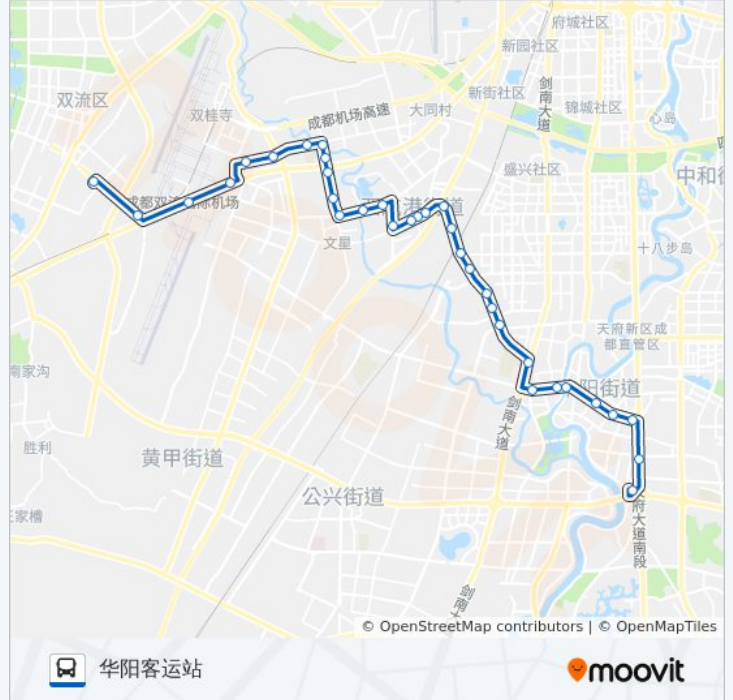 府城社区
新园社区
双流区
新街社区
剑南大道
双桂寺
成都机场高速
大同村
锦城社区
心岛
盛兴社区
中和
成都双流国际机场
港街道
文星
十八步岛
天府新区成
都直管区
南家沟
阳街道
剑南大道
胜利
黄甲街道
公兴街道
王家槽
府大道南段
剑南大
© OpenStreetMap contributors | © OpenMapTiles
华阳客运站
moovit